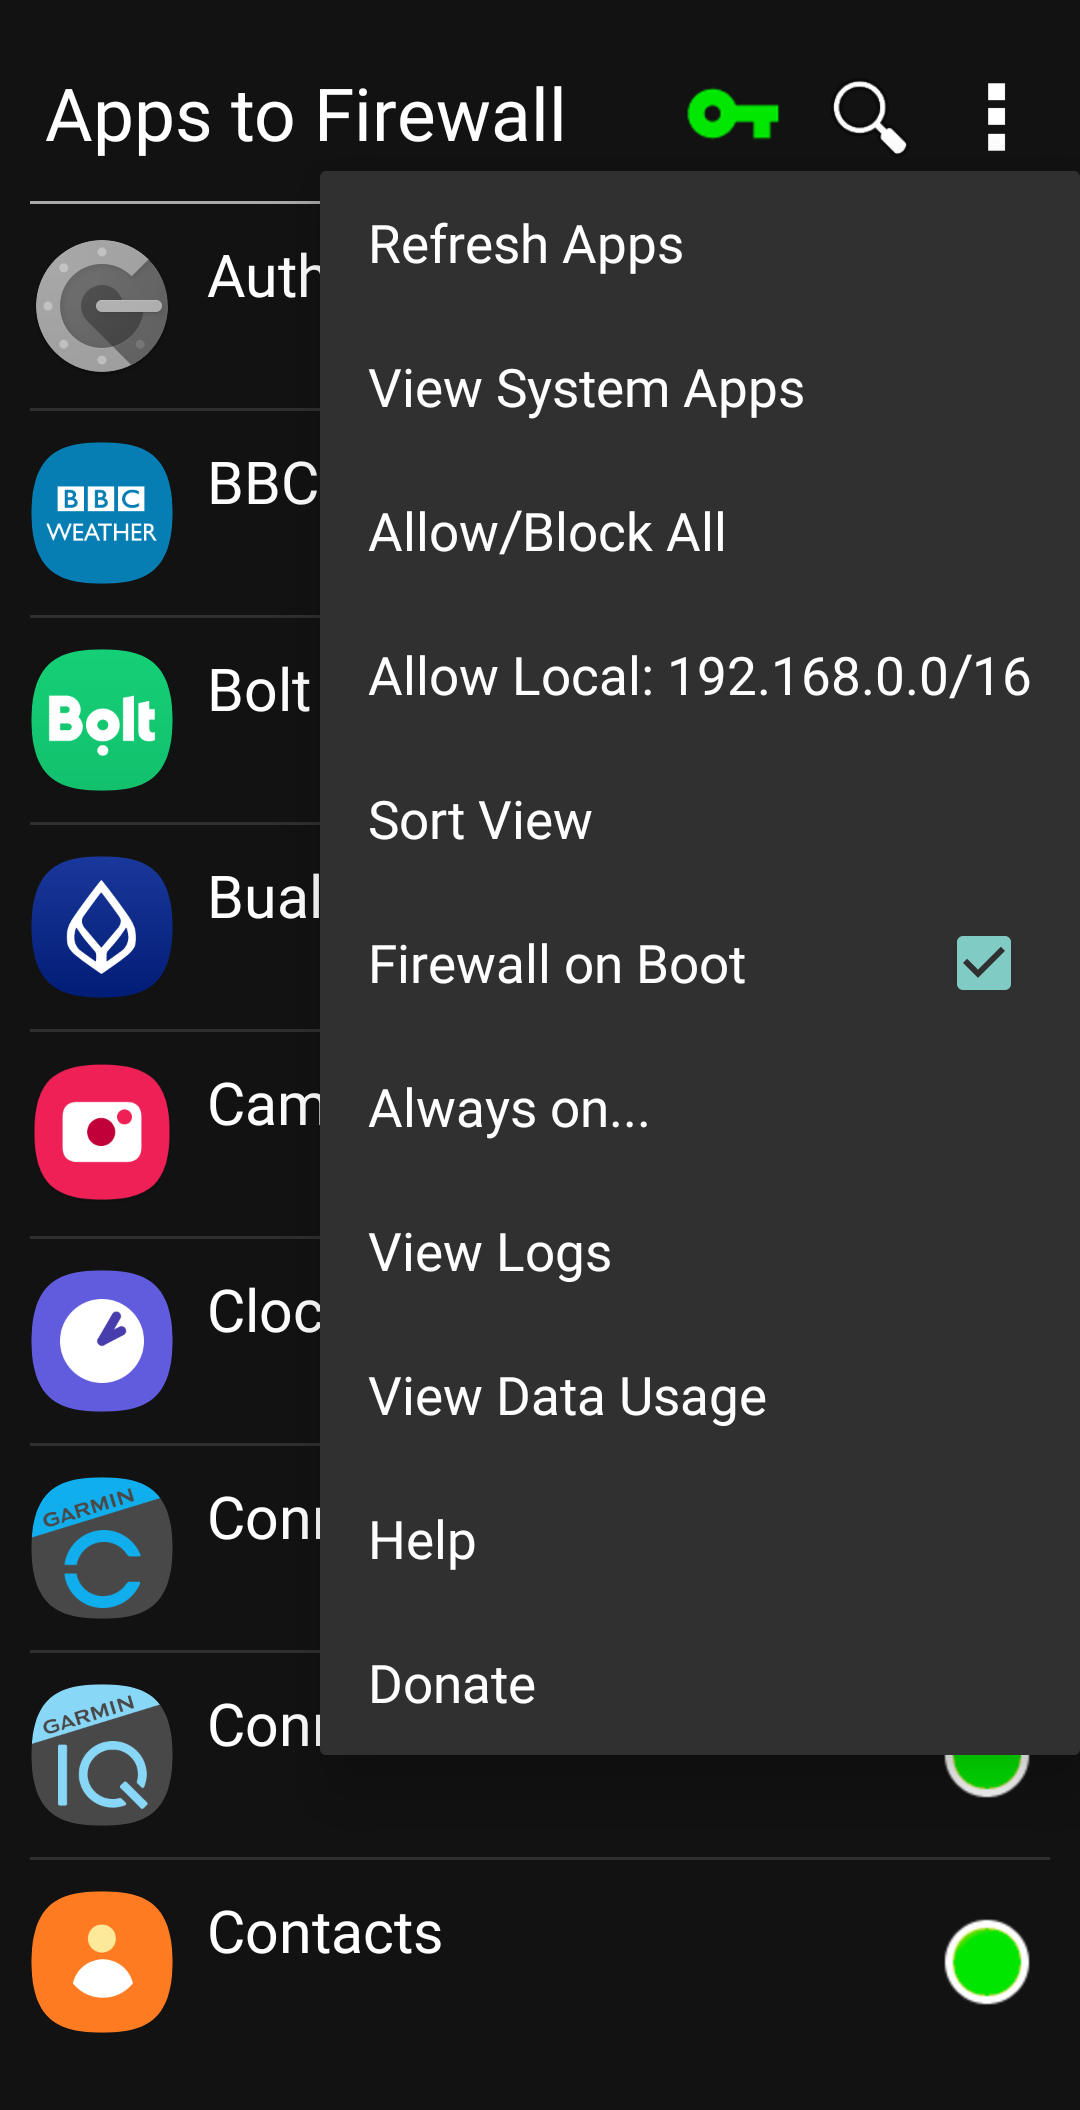 Apps to Firewall
Refresh Apps
View System Apps
Allow/Block All
Allow Local: 192.168.0.0/16
Sort View
Firewall on Boot
Always on...
View Logs
View Data Usage
Help
Donate
Auth
BBC
BBC
WEATHER
Bolt
Bolt
Bual
Cam
Cloc
GARMIN
Con
GARMIN
IQ
Con
Contacts